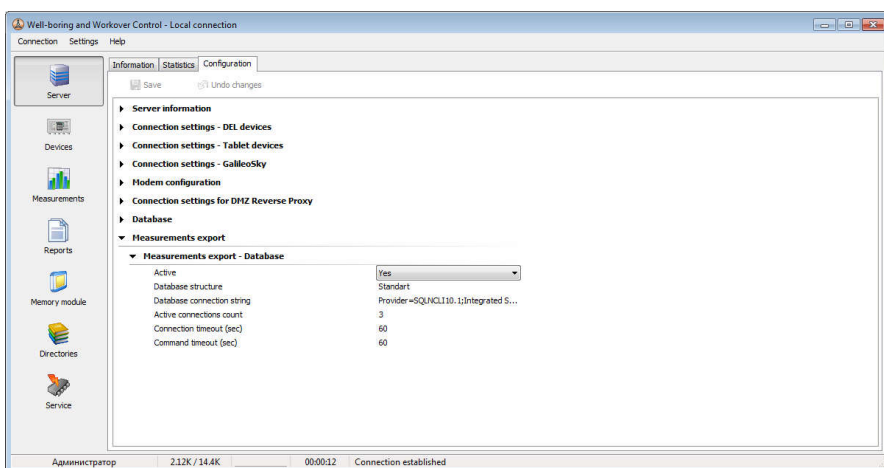 Well-boring and Workover Control - Local connection
Connection Settings Help
Information Statistics Configuration
Save Undo changes
Server
Devices
Measurements
Reports
Memory module
Directories
Service
Server information
Connection settings - DEL devices
Connection settings - Tablet devices
Connection settings - GalileoSky
Modem configuration
Connection settings for DMZ Reverse Proxy
Database
Measurements export
Measurements export - Database
Active Yes
Database structure Standart
Database connection string Provider=SQLNCLI10.1;Integrated S...
Active connections count 3
Connection timeout (sec) 60
Command timeout (sec) 60
Администратор 2.12K / 14.4K 00:00:12 Connection established